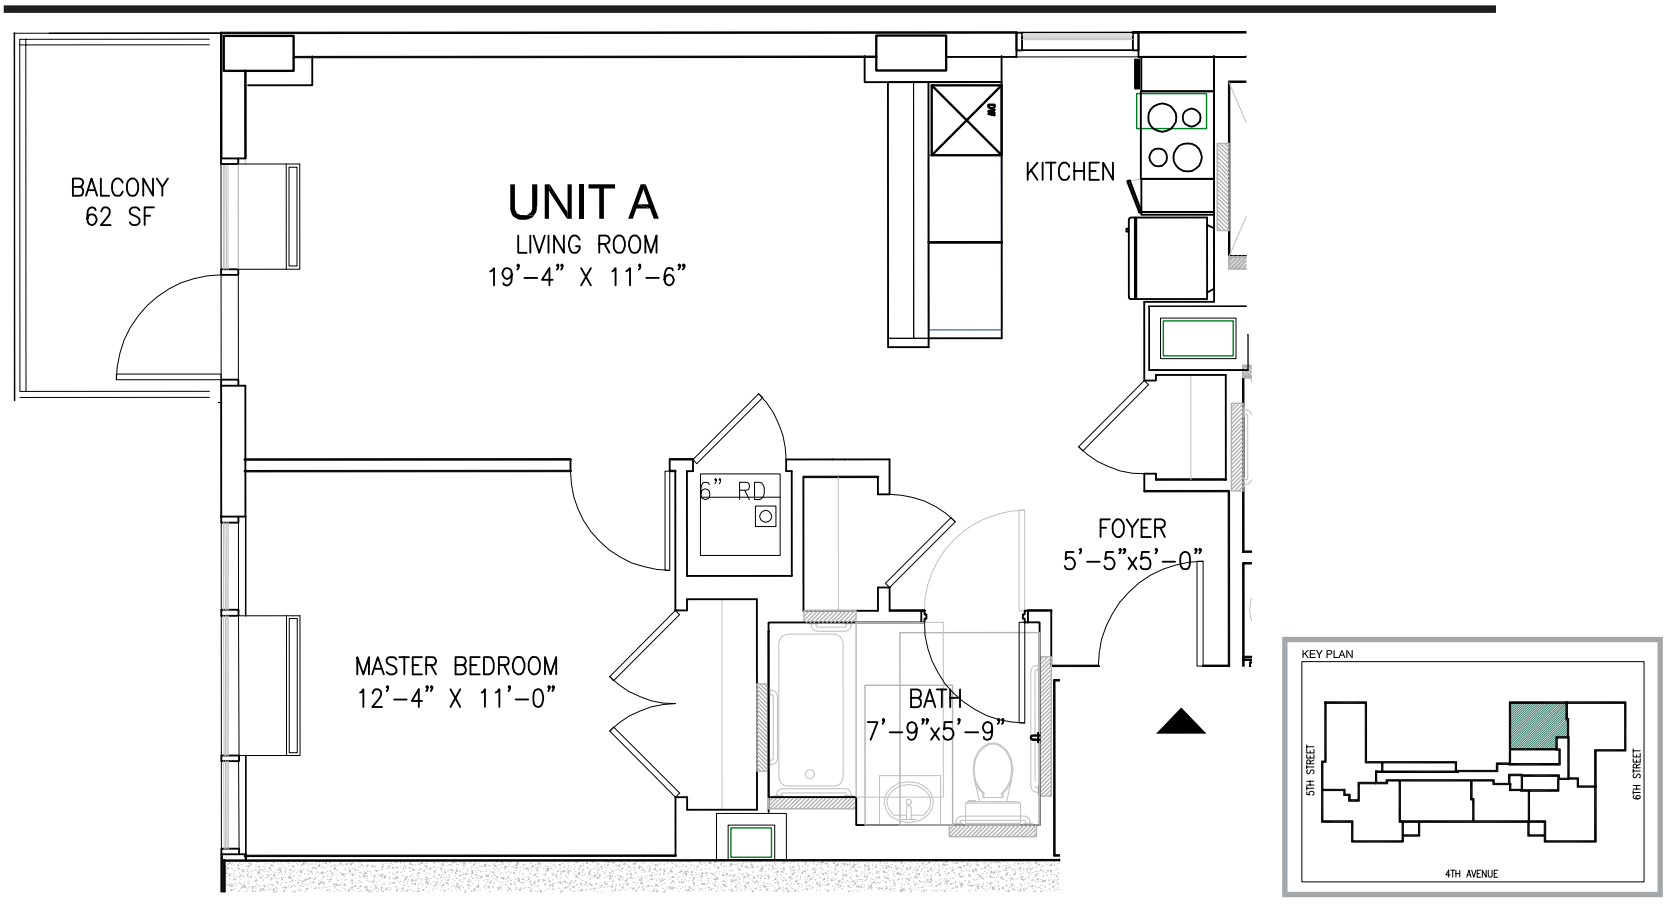 BALCONY
62 SF
UNIT A
LIVING ROOM
19'-4" X 11'-6"
DW
KITCHEN
6" RD
FOYER
5'-5"x5'-0"
MASTER BEDROOM
12'-4" X 11'-0"
BATH
7'-9"x5'-9"
KEY PLAN
5TH STREET
6TH STREET
4TH AVENUE